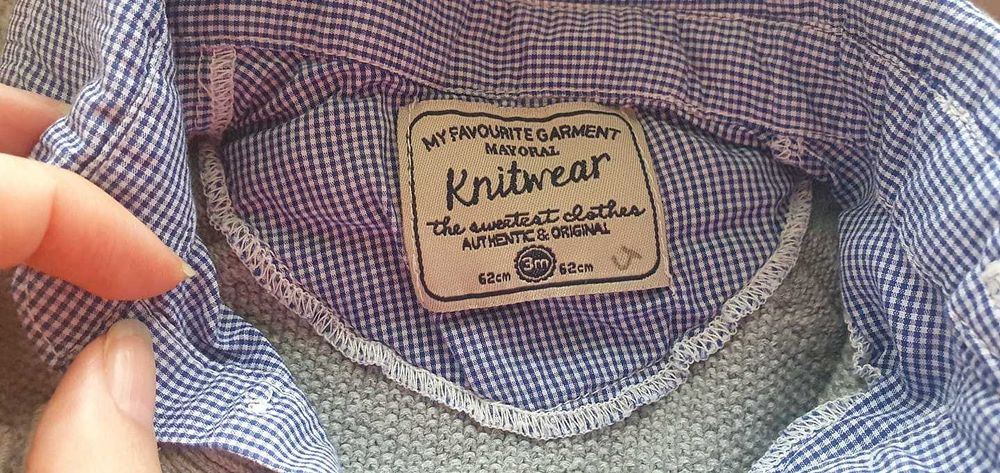 MY FAVOURITE GARMENT
MAYORAL
Knitwear
the sweetest clothes
AUTHENTIC & ORIGINAL
62cm 3m 62cm